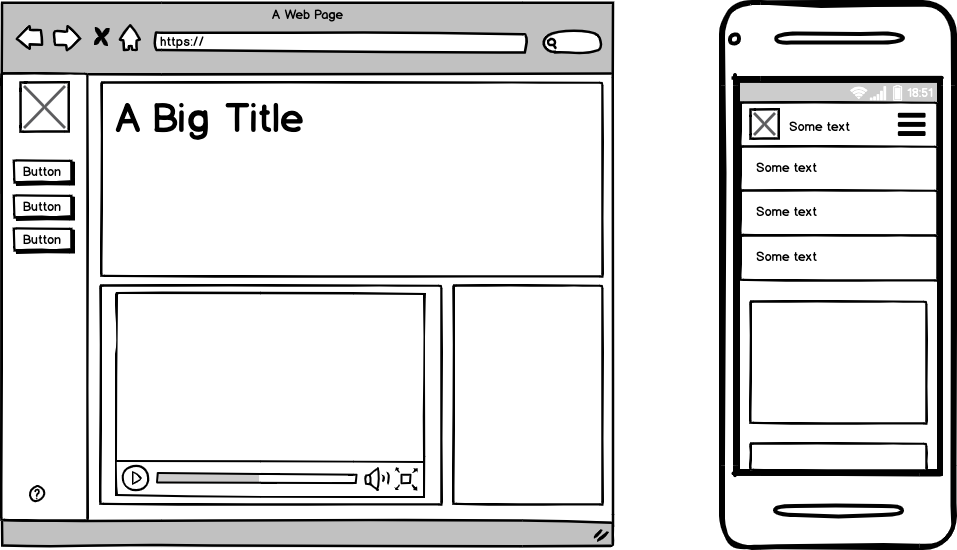 A Web Page
https://
A Big Title
Button
Button
Button
?
18:51
Some text
Some text
Some text
Some text